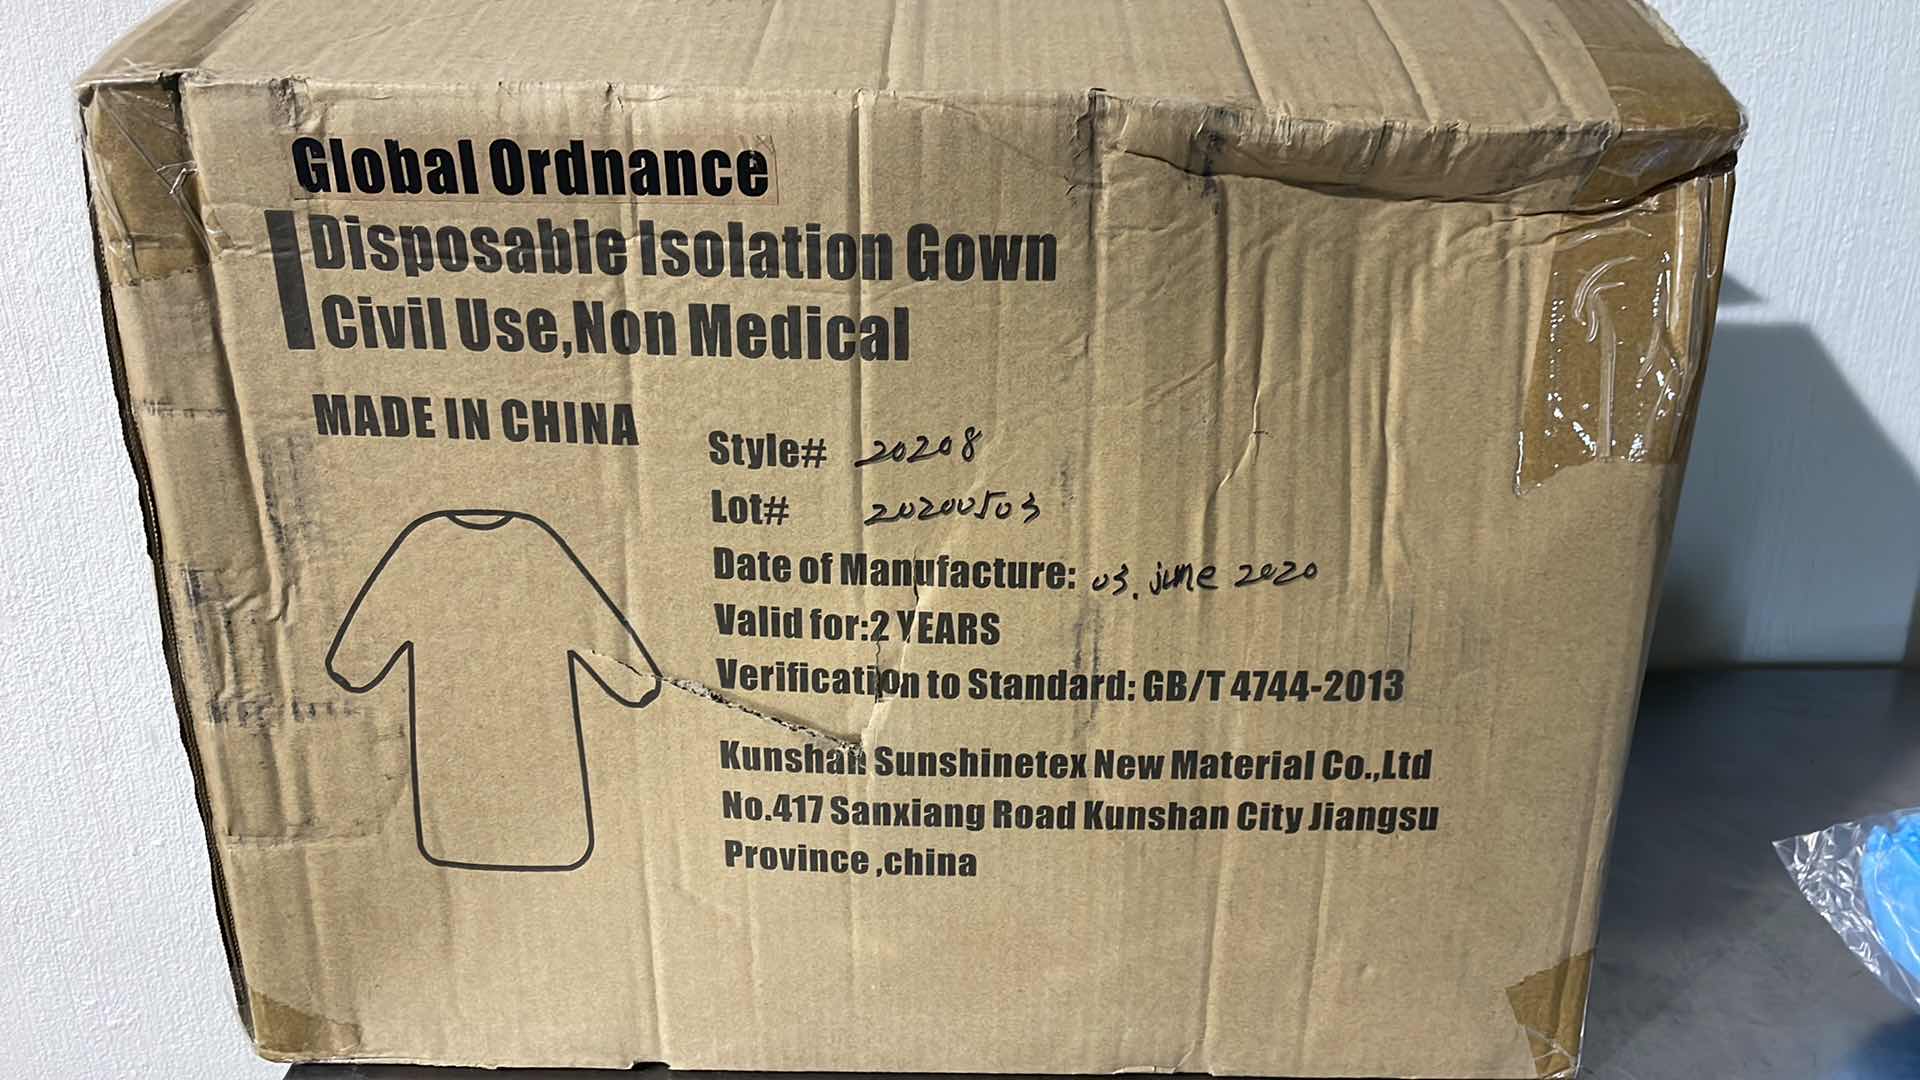 Global Ordnance
Disposable Isolation Gown
Civil Use,Non Medical
MADE IN CHINA
Style# 20208
Lot# 20200503
Date of Manufacture: 03. june 2020
Valid for:2 YEARS
Verification to Standard: GB/T 4744-2013
Kunshan Sunshinetex New Material Co.,Ltd
No.417 Sanxiang Road Kunshan City Jiangsu
Province ,china